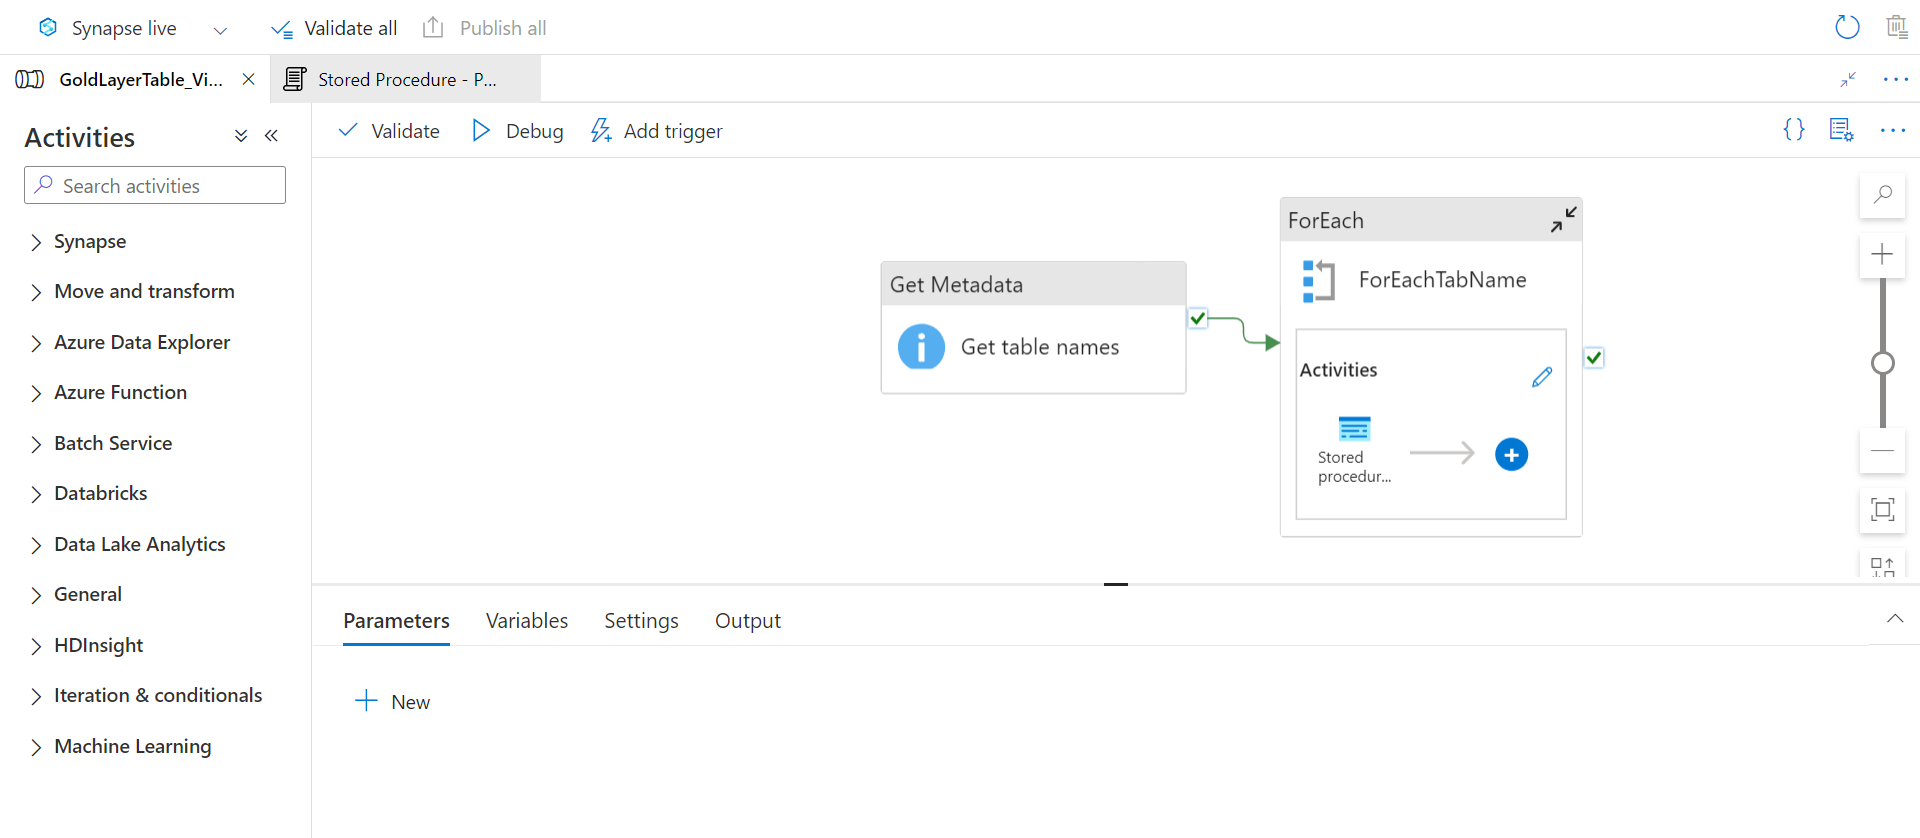 Synapse live
Validate all
Publish all
GoldLayerTable_Vi...
Stored Procedure - P...
Activities
Search activities
Synapse
Move and transform
Azure Data Explorer
Azure Function
Batch Service
Databricks
Data Lake Analytics
General
HDInsight
Iteration & conditionals
Machine Learning
Validate
Debug
Add trigger
{}
Get Metadata
Get table names
ForEach
ForEachTabName
Activities
Stored
procedur...
Parameters
Variables
Settings
Output
New